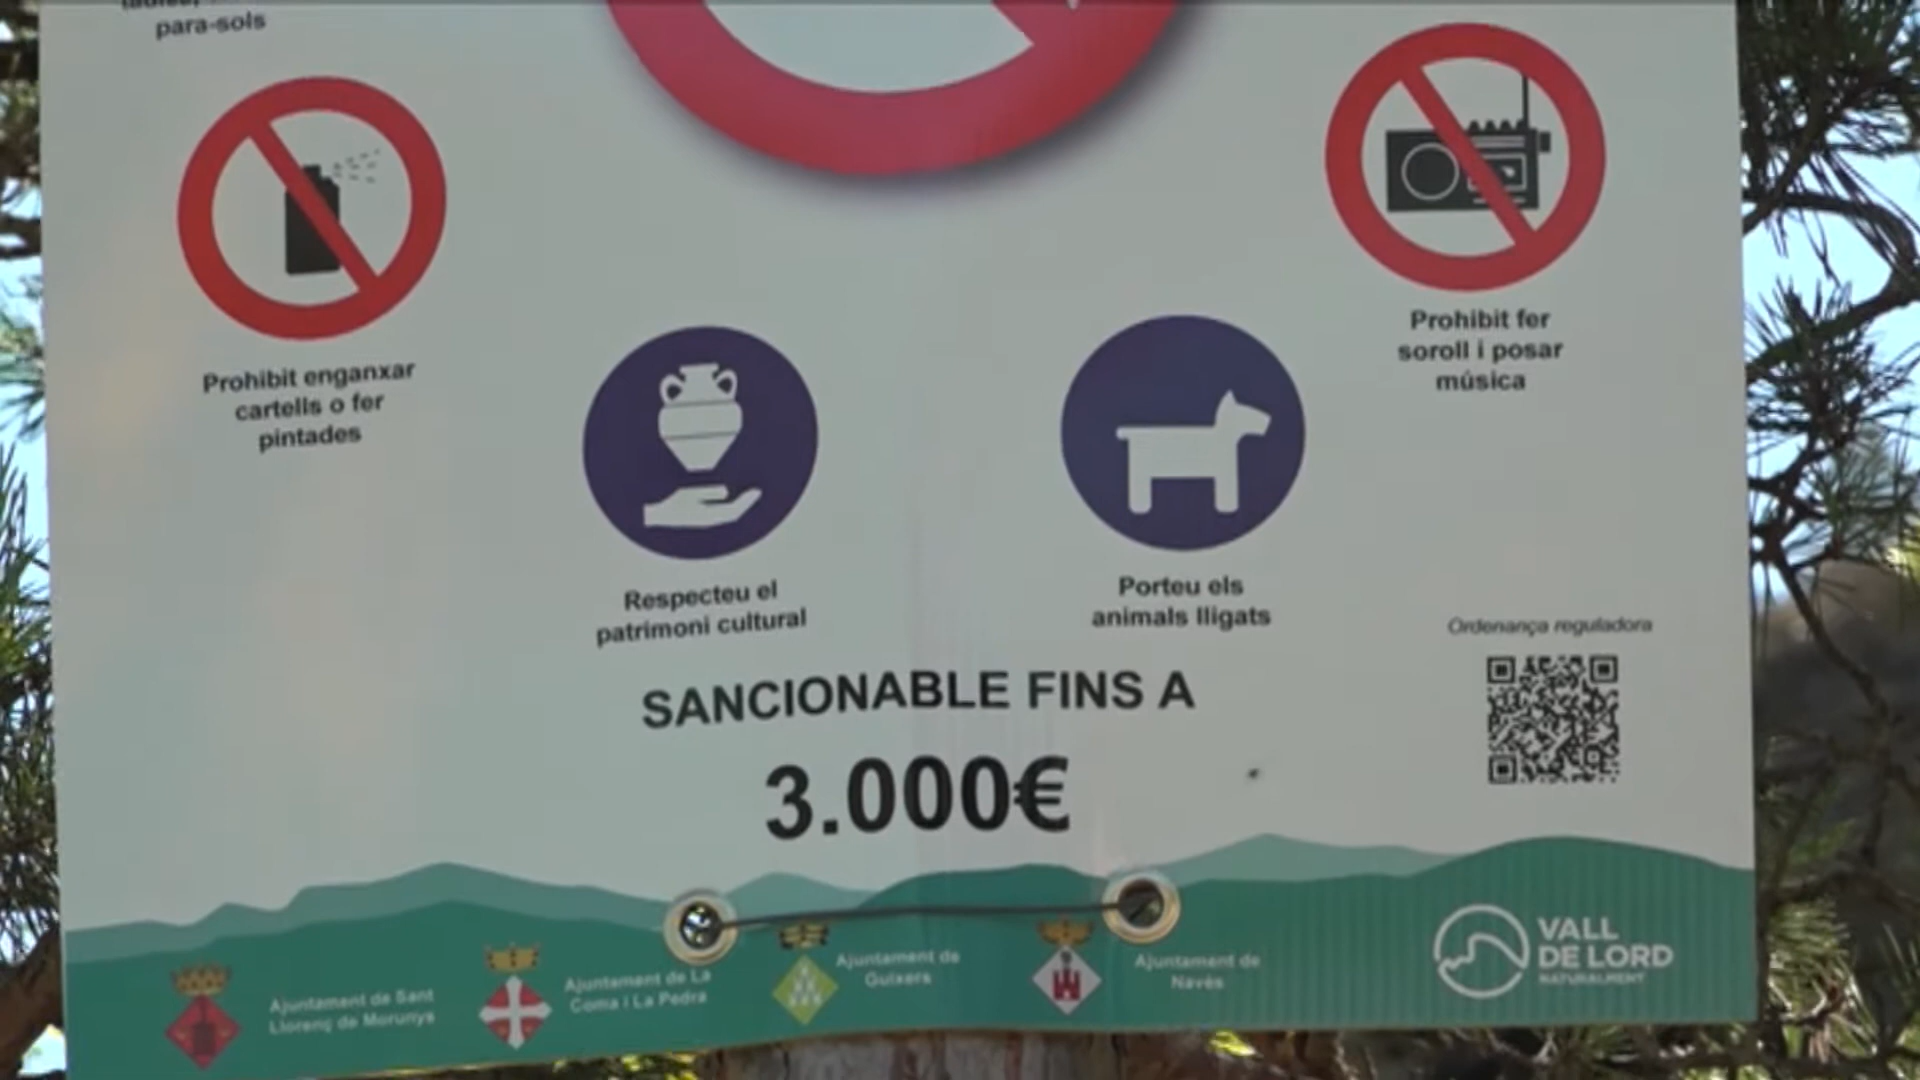 para-sols
Prohibit enganxar
cartells o fer
pintades
Prohibit fer
soroll i posar
música
Respecteu el
patrimoni cultural
Porteu els
animals lligats
Ordenança reguladora
SANCIONABLE FINS A
3.000€
Ajuntament de Sant
Llorenç de Morunys
Ajuntament de La
Coma i La Pedra
Ajuntament de
Guixers
Ajuntament de
Navès
VALL
DE LORD
NATURALMENT